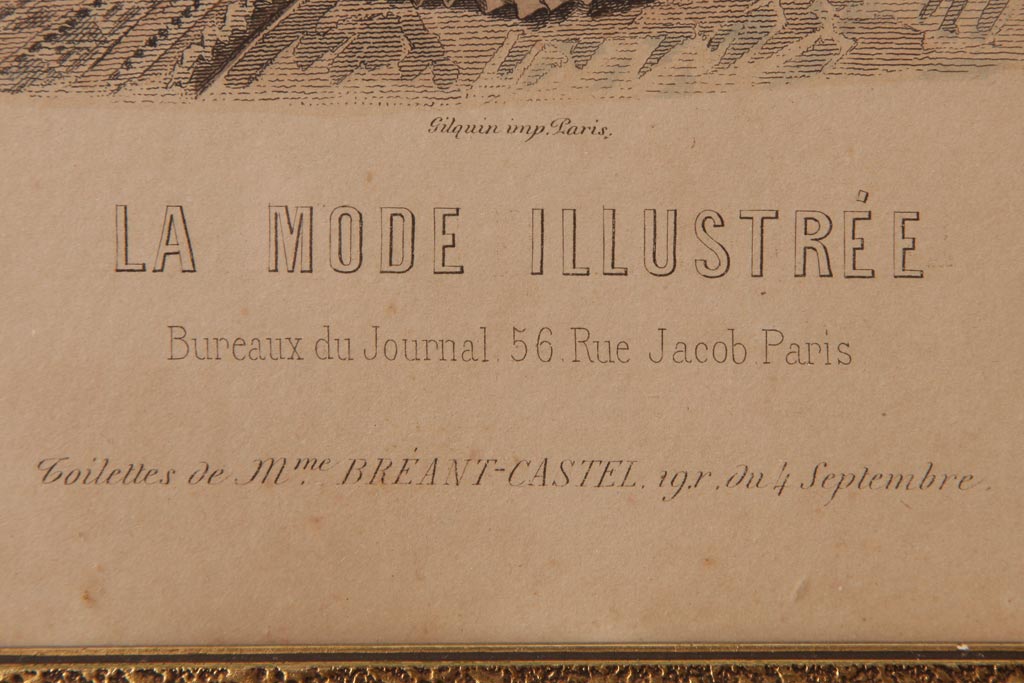 Gilquin imp. Paris.
LA MODE ILLUSTRÉE
Bureaux du Journal. 56. Rue Jacob Paris
Toilettes de Mme. BRÉANT-CASTEL. 19.r. du 4 Septembre.